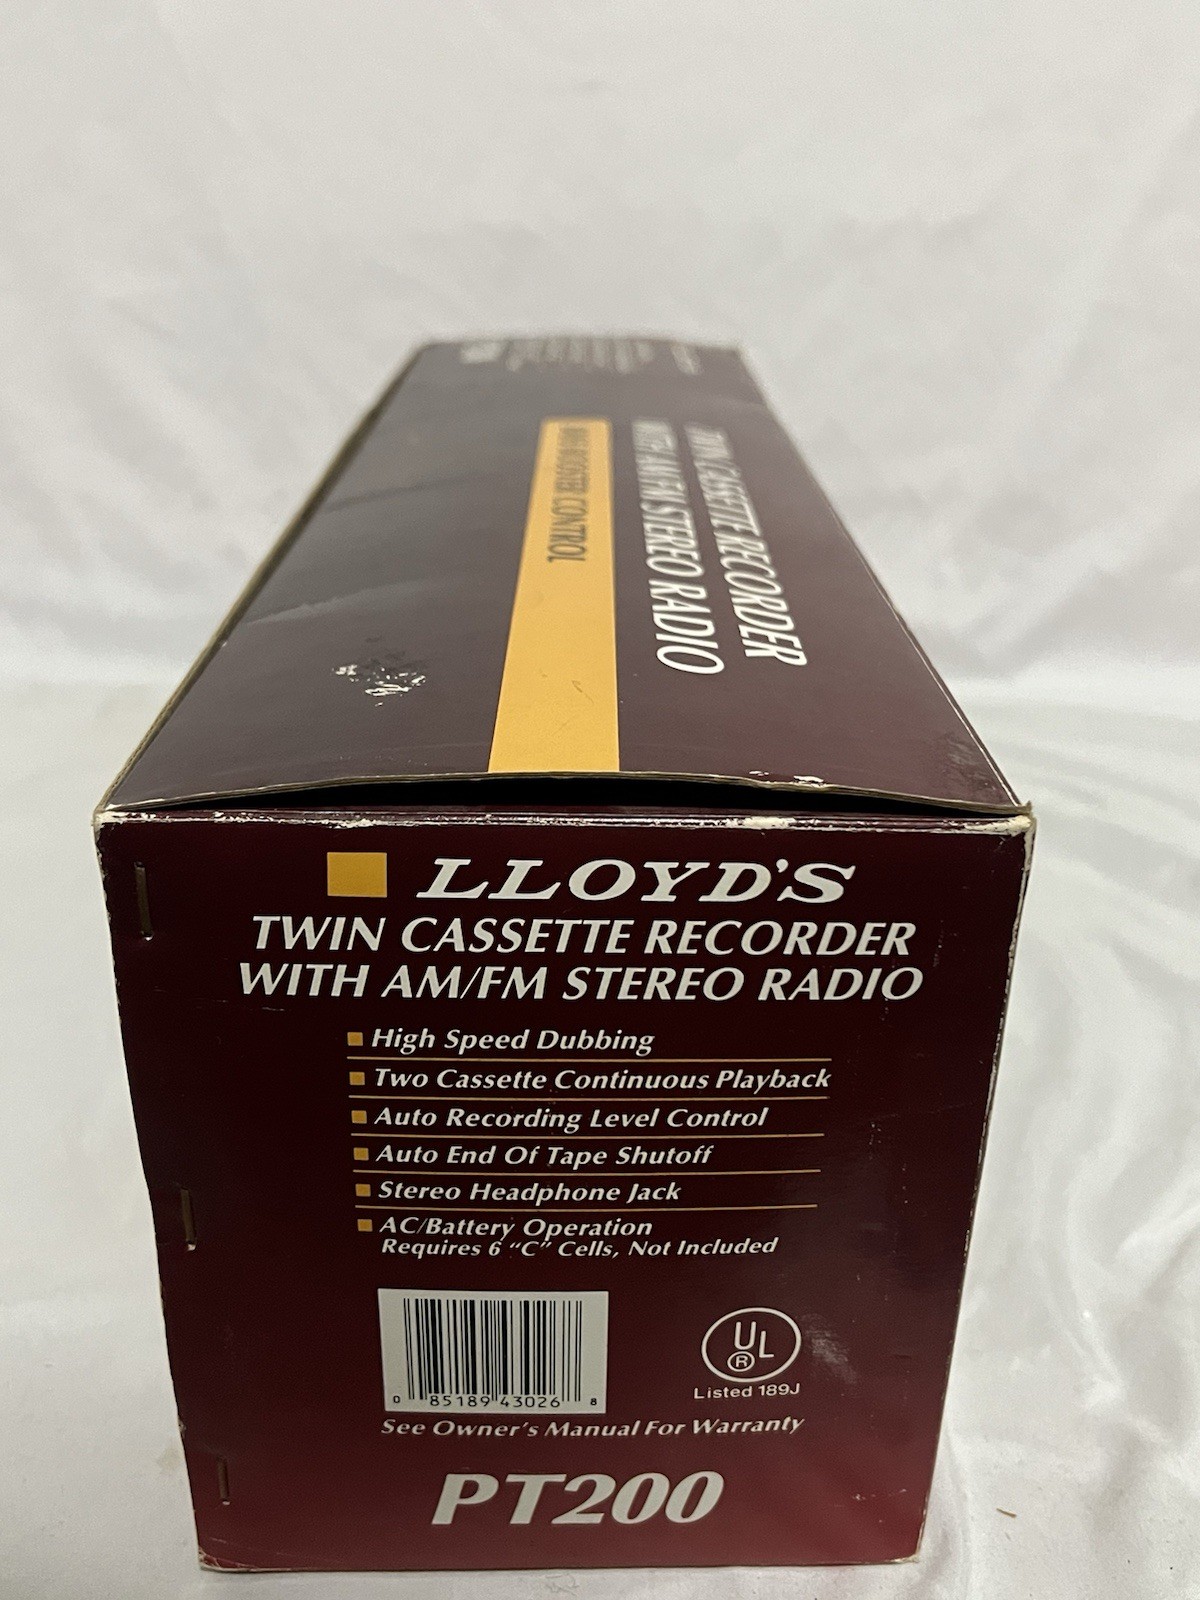 TWIN CASSETTE RECORDER
WITH AM/FM STEREO RADIO
BASS BOOSTER CONTROL
LLOYD'S
TWIN CASSETTE RECORDER
WITH AM/FM STEREO RADIO
High Speed Dubbing
Two Cassette Continuous Playback
Auto Recording Level Control
Auto End Of Tape Shutoff
Stereo Headphone Jack
AC/Battery Operation
Requires 6 "C" Cells, Not Included
UL
®
Listed 189J
0 85189 43026 8
See Owner's Manual For Warranty
PT200